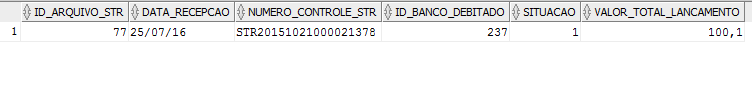 ID_ARQUIVO_STR DATA_RECEPCAO NUMERO_CONTROLE_STR ID_BANCO_DEBITADO SITUACAO VALOR_TOTAL_LANCAMENTO
1 77 25/07/16 STR20151021000021378 237 1 100,1